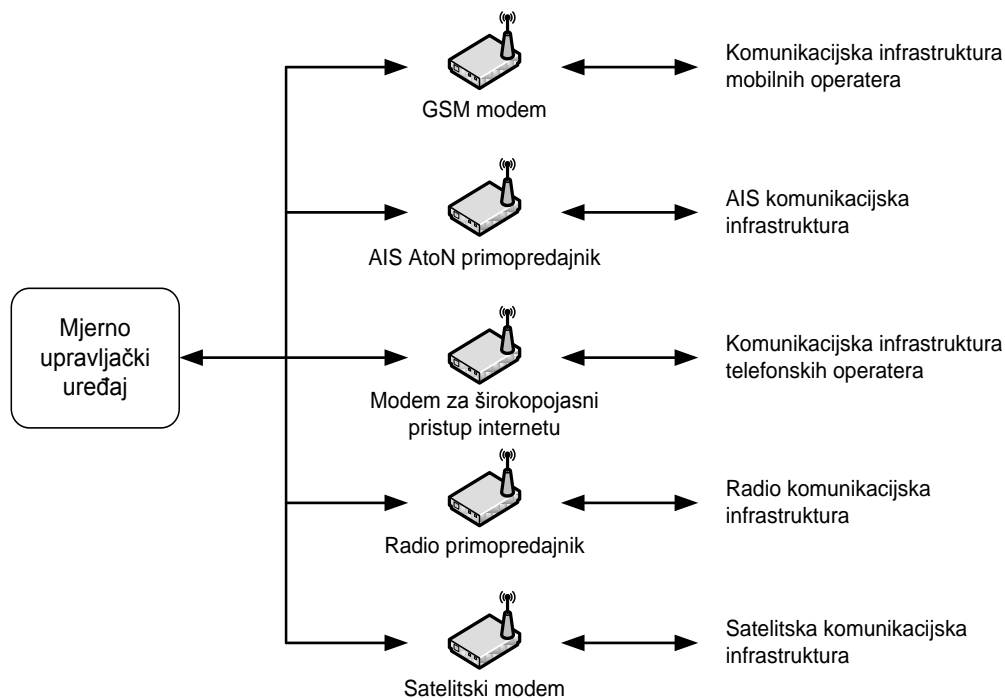 Komunikacijska infrastruktura
mobilnih operatera
GSM modem
AIS komunikacijska
infrastruktura
AIS AtoN primopredajnik
Mjerno
upravljački
uređaj
Komunikacijska infrastruktura
telefonskih operatera
Modem za širokopojasni
pristup internetu
Radio komunikacijska
infrastruktura
Radio primopredajnik
Satelitska komunikacijska
infrastruktura
Satelitski modem